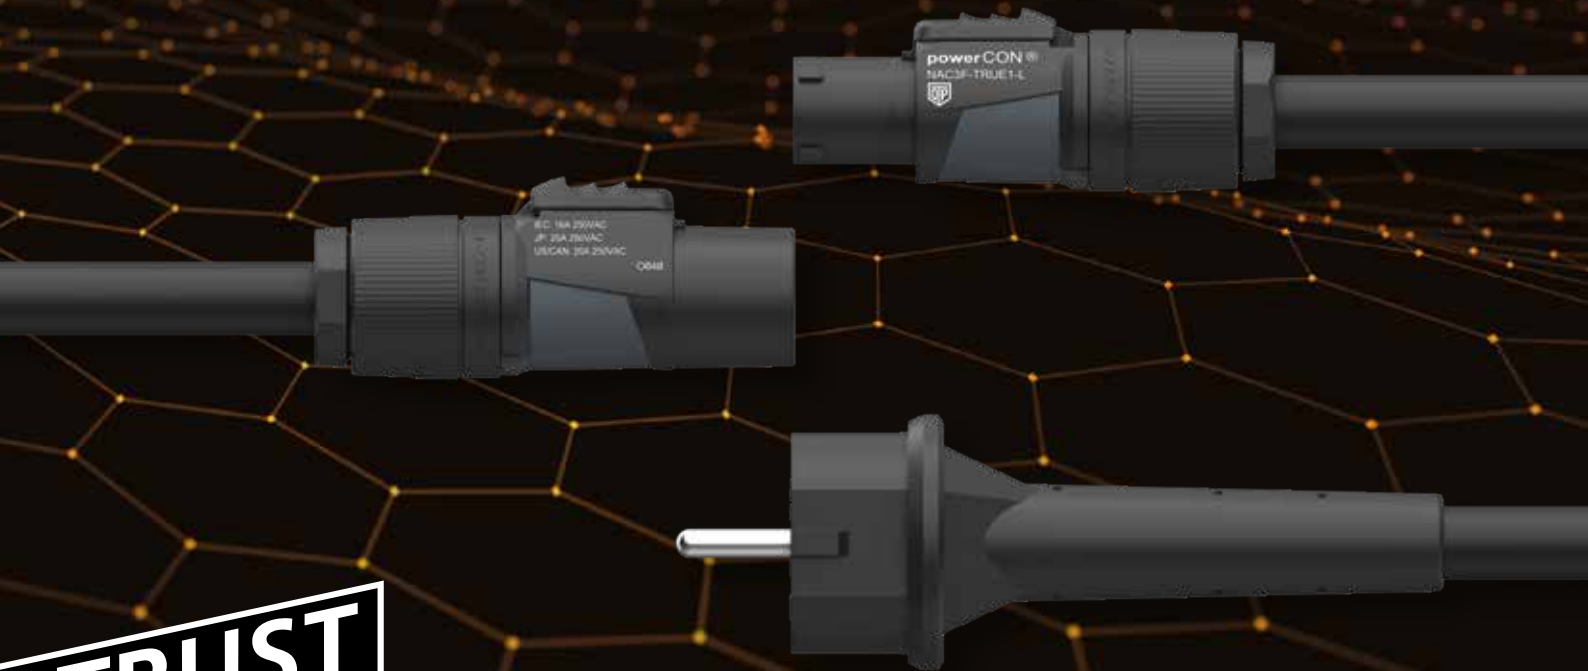 powerCON ®
NAC3F-TRUE1-L
IEC: 16A 250VAC
JP: 20A 250VAC
US/CAN: 20A 250VAC
TRUST